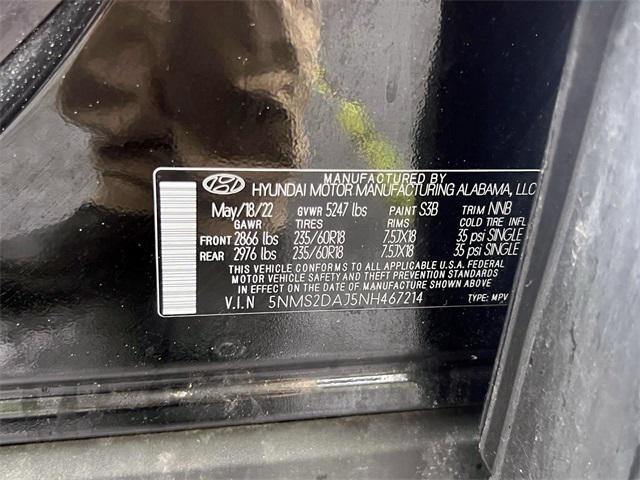 MANUFACTURED BY
HYUNDAI MOTOR MANUFACTURING ALABAMA, LLC
May/18/22 GVWR 5247 lbs PAINT S3B TRIM NNB
GAWR TIRES RIMS COLD TIRE INFL
FRONT 2866 lbs 235/60R18 7.5JX18 35 psi SINGLE
REAR 2976 lbs 235/60R18 7.5JX18 35 psi SINGLE
THIS VEHICLE CONFORMS TO ALL APPLICABLE U.S.A. FEDERAL
MOTOR VEHICLE SAFETY AND THEFT PREVENTION STANDARDS
IN EFFECT ON THE DATE OF MANUFACTURE SHOWN ABOVE
V.I.N 5NMS2DAJ5NH467214 TYPE: MPV